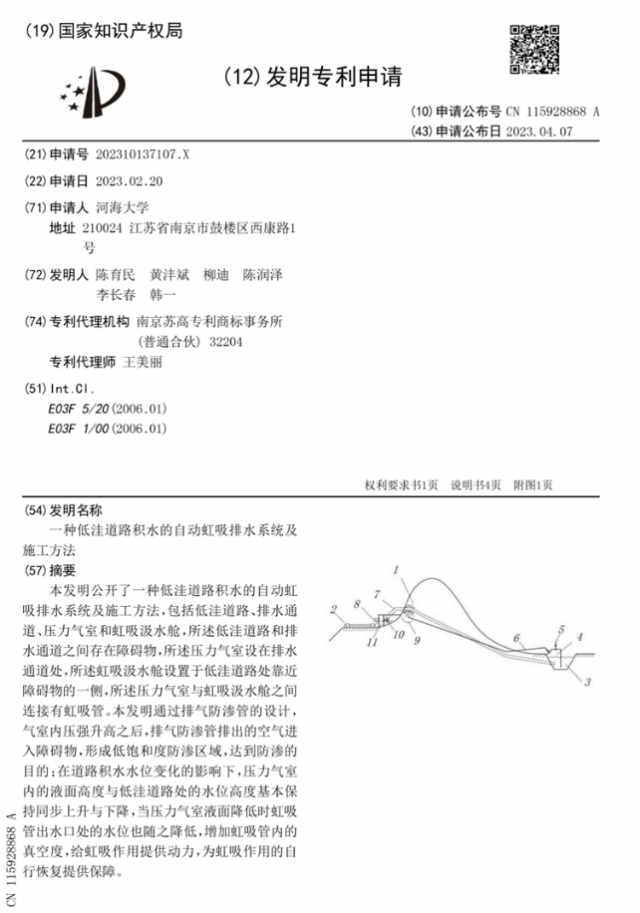 (19)国家知识产权局
(12)发明专利申请
(10)申请公布号 CN 115928868 A
(43)申请公布日 2023.04.07
(21)申请号 202310137107.X
(22)申请日 2023.02.20
(71)申请人 河海大学
地址 210024 江苏省南京市鼓楼区西康路1
号
(72)发明人 陈育民 黄沣斌 柳迪 陈润泽
李长春 韩一
(74)专利代理机构 南京苏高专利商标事务所
(普通合伙) 32204
专利代理师 王美丽
(51)Int.Cl.
E03F 5/20(2006.01)
E03F 1/00(2006.01)
权利要求书1页 说明书4页 附图1页
(54)发明名称
一种低洼道路积水的自动虹吸排水系统及
施工方法
(57)摘要
本发明公开了一种低洼道路积水的自动虹
吸排水系统及施工方法,包括低洼道路、排水通
道、压力气室和虹吸汲水舱,所述低洼道路和排
水通道之间存在障碍物,所述压力气室设在排水
通道处,所述虹吸汲水舱设置于低洼道路处靠近
障碍物的一侧,所述压力气室与虹吸汲水舱之间
连接有虹吸管。本发明通过排气防渗管的设计,
气室内压强升高之后,排气防渗管排出的空气进
入障碍物,形成低饱和度防渗区域,达到防渗的
目的;在道路积水水位变化的影响下,压力气室
内的液面高度与低洼道路处的水位高度基本保
持同步上升与下降,当压力气室液面降低时虹吸
管出水口处的水位也随之降低,增加虹吸管内的
真空度,给虹吸作用提供动力,为虹吸作用的自
行恢复提供保障。
1
7
8
2
11
10
9
6
5
4
3
CN 115928868 A